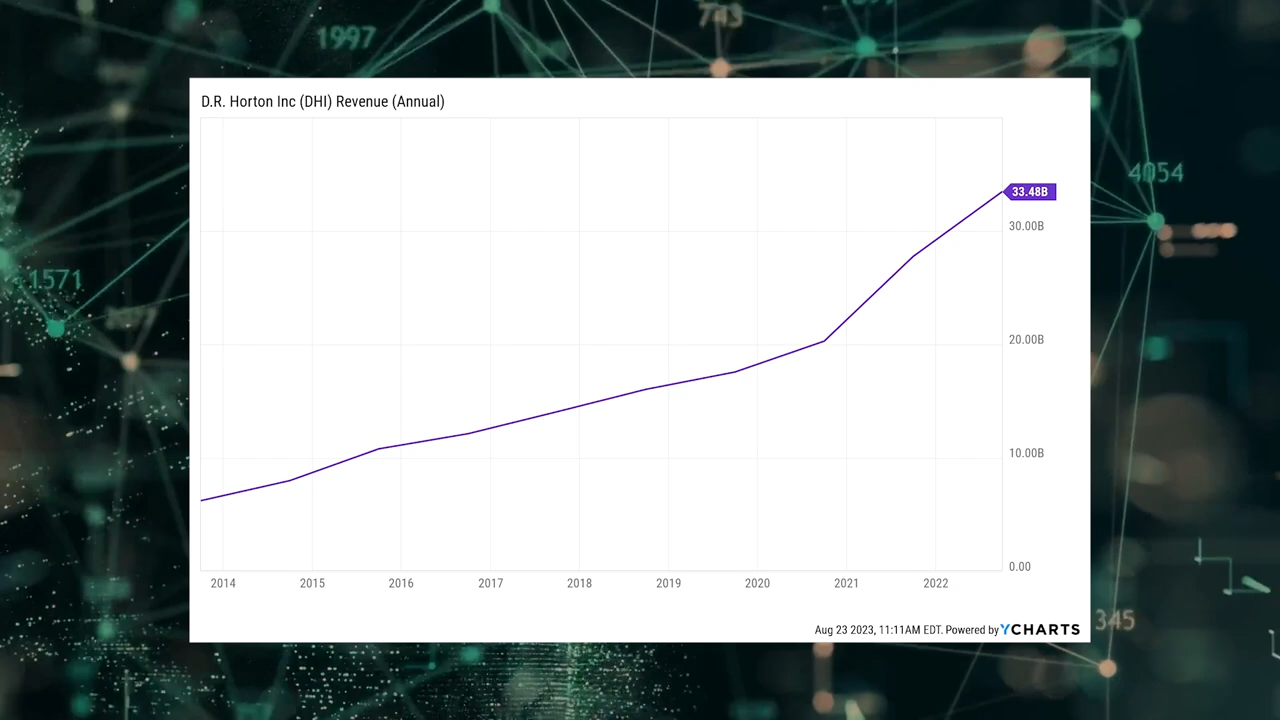 743
1997
4054
1571
D.R. Horton Inc (DHI) Revenue (Annual)
33.48B
30.00B
20.00B
10.00B
0.00
2014 2015 2016 2017 2018 2019 2020 2021 2022
Aug 23 2023, 11:11AM EDT. Powered by YCHARTS
345